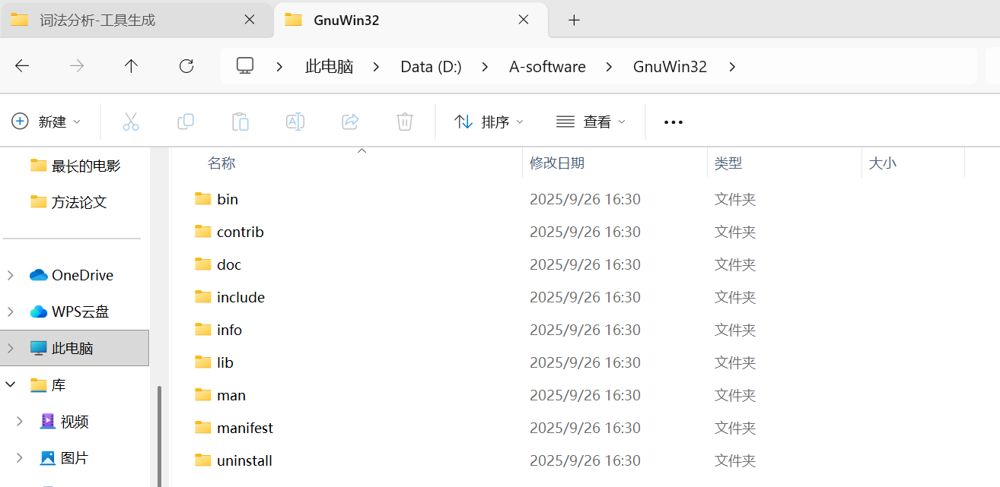 词法分析-工具生成
GnuWin32
此电脑 Data (D:) A-software GnuWin32
新建 排序 查看
最长的电影
方法论文
OneDrive
WPS云盘
此电脑
库
视频
图片
名称 修改日期 类型 大小
bin 2025/9/26 16:30 文件夹
contrib 2025/9/26 16:30 文件夹
doc 2025/9/26 16:30 文件夹
include 2025/9/26 16:30 文件夹
info 2025/9/26 16:30 文件夹
lib 2025/9/26 16:30 文件夹
man 2025/9/26 16:30 文件夹
manifest 2025/9/26 16:30 文件夹
uninstall 2025/9/26 16:30 文件夹